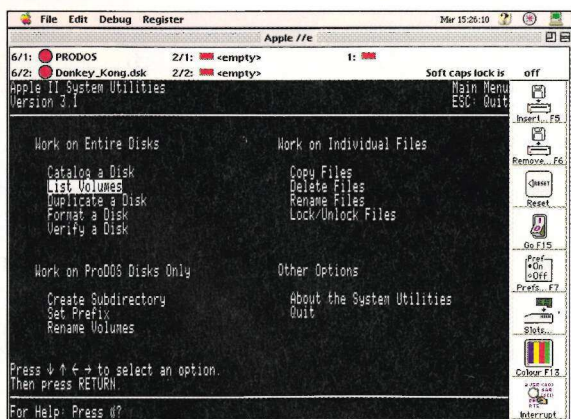 File Edit Debug Register Mer 15:26:10
Apple //e
6/1: PRODOS 2/1: <empty> 1:
6/2: Donkey_Kong.dsk 2/2: <empty> Soft caps lock is off
Apple II System Utilities Main Menu
Version 3.1 ESC: Quit
Work on Entire Disks
Catalog a Disk
List Volumes
Duplicate a Disk
Format a Disk
Verify a Disk
Work on Individual Files
Copy Files
Delete Files
Rename Files
Lock/Unlock Files
Work on ProDOS Disks Only
Create Subdirectory
Set Prefix
Rename Volumes
Other Options
About the System Utilities
Quit
Press ↓ ↑ ← → to select an option.
Then press RETURN.
For Help: Press ?
Insert... F5
Remove... F6
RESET
Reset
Go F15
Pref
On
Off
Prefs... F7
Slots...
Colour F13
Interrupt